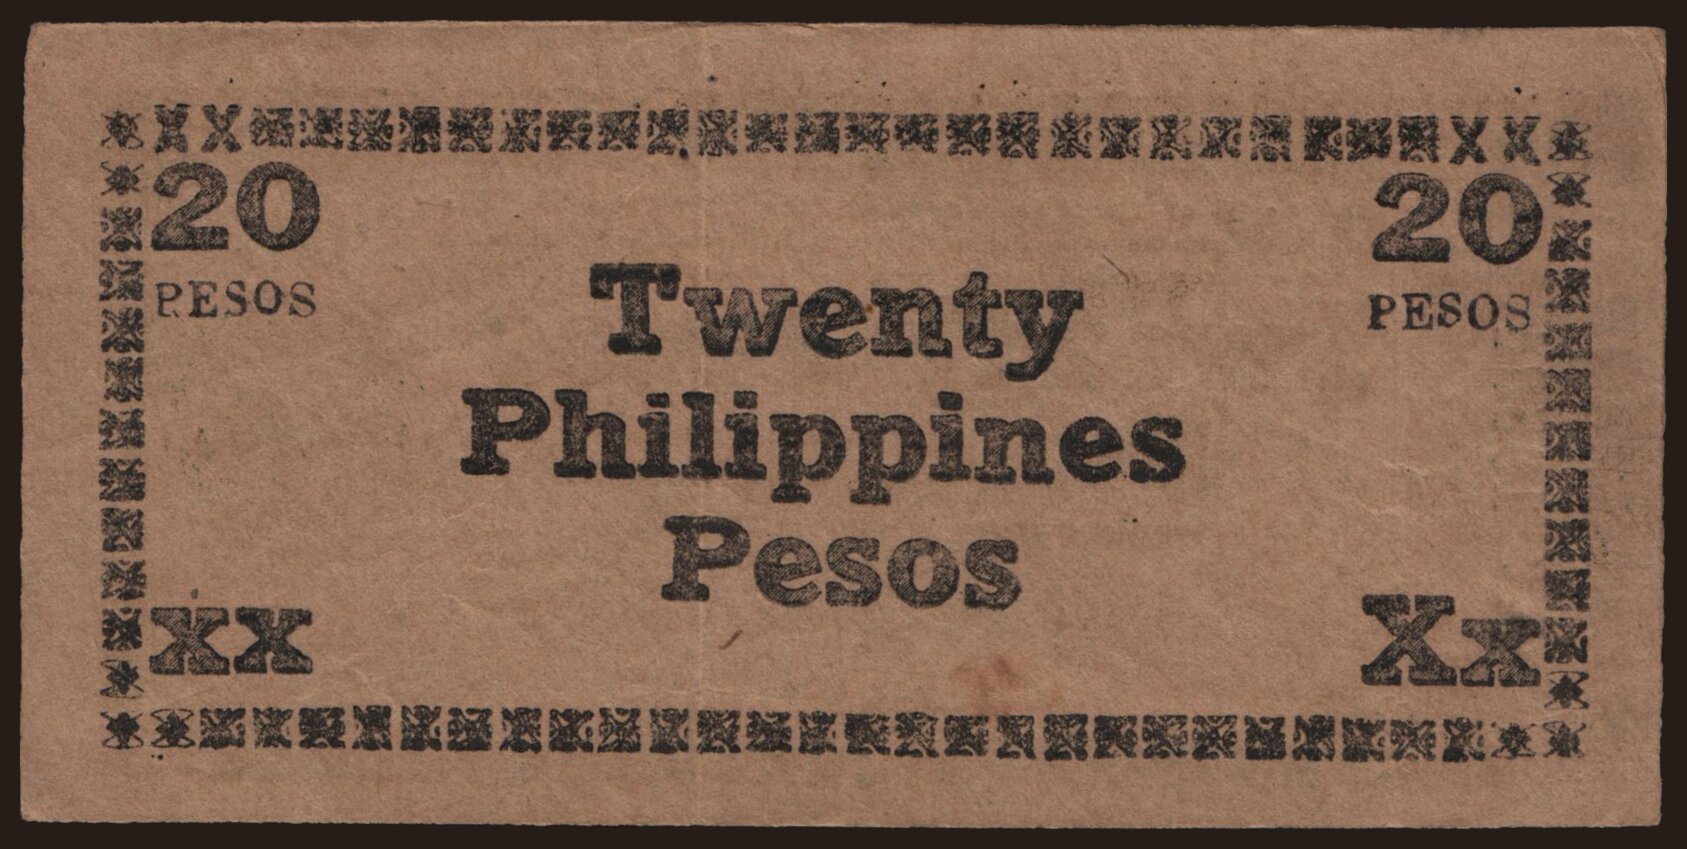 X X X X
20 20
PESOS PESOS
Twenty
Philippines
Pesos
XX Xx